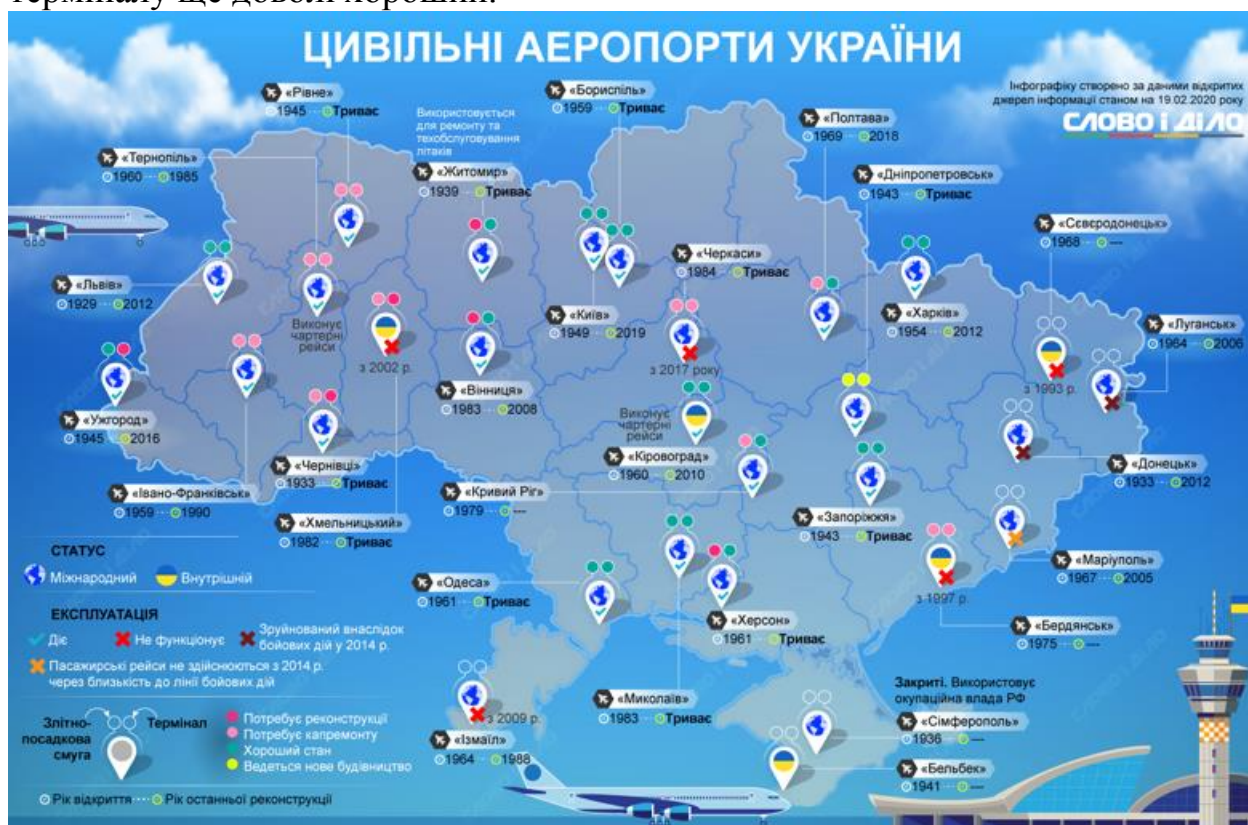 терміналу ще доволі хороший.
ЦИВІЛЬНІ АЕРОПОРТИ УКРАЇНИ
Інфографіку створено за даними відкритих
джерел інформації станом на 19.02.2020 року
СЛОВО і ДІЛО
«Рівне»
1945 Триває
Використовується
для ремонту та
техобслуговування
літаків
«Житомир»
1939 Триває
«Бориспіль»
1959 Триває
«Полтава»
1969 2018
«Дніпропетровськ»
1943 Триває
«Тернопіль»
1960 1985
«Сєвєродонецьк»
1968 —
«Черкаси»
1984 Триває
«Львів»
1929 2012
Виконує
чартерні
рейси
«Київ»
1949 2019
«Харків»
1954 2012
«Луганськ»
1964 2006
з 2002 р.
з 2017 року
з 1993 р.
«Вінниця»
1983 2008
«Ужгород»
1945 2016
Виконує
чартерні
рейси
«Кіровоград»
1960 2010
«Чернівці»
1933 Триває
«Донецьк»
1933 2012
«Івано-Франківськ»
1959 1990
«Кривий Ріг»
1979 —
«Хмельницький»
1982 Триває
«Запоріжжя»
1943 Триває
«Маріуполь»
1967 2005
СТАТУС
Міжнародний Внутрішній
«Одеса»
1961 Триває
з 1997 р.
«Херсон»
1961 Триває
«Бердянськ»
1975 —
ЕКСПЛУАТАЦІЯ
Діє Не функціонує Зруйнований внаслідок
бойових дій у 2014 р.
Пасажирські рейси не здійснюються з 2014 р.
через близькість до лінії бойових дій
Закриті. Використовує
окупаційна влада РФ
«Миколаїв»
1983 Триває
з 2009 р.
«Сімферополь»
1936 —
Злітно-
посадкова
смуга
Термінал
Потребує реконструкції
Потребує капремонту
Хороший стан
Ведеться нове будівництво
«Ізмаїл»
1964 1988
«Бельбек»
1941 —
Рік відкриття Рік останньої реконструкції